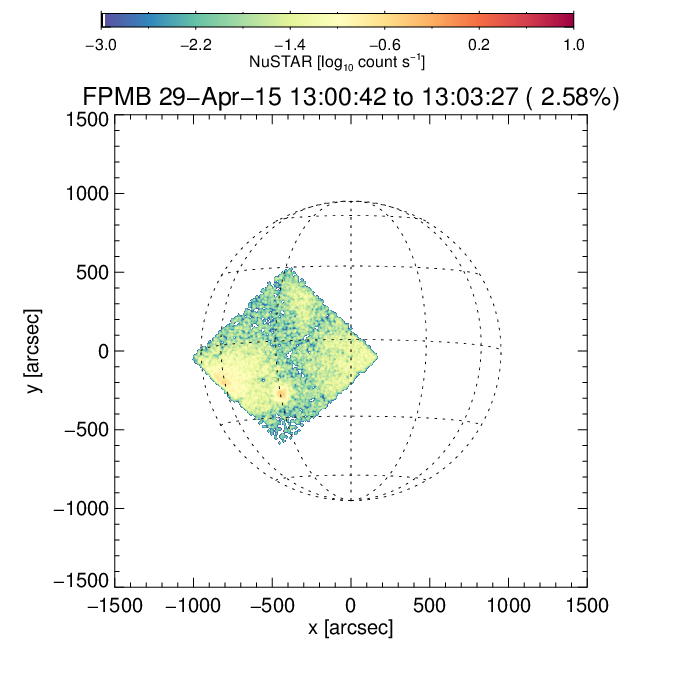 −3.0 −2.2 −1.4 −0.6 0.2 1.0
NuSTAR [log₁₀ count s⁻¹]
FPMB 29−Apr−15 13:00:42 to 13:03:27 ( 2.58%)
1500
1000
500
0
−500
−1000
−1500
y [arcsec]
−1500 −1000 −500 0 500 1000 1500
x [arcsec]